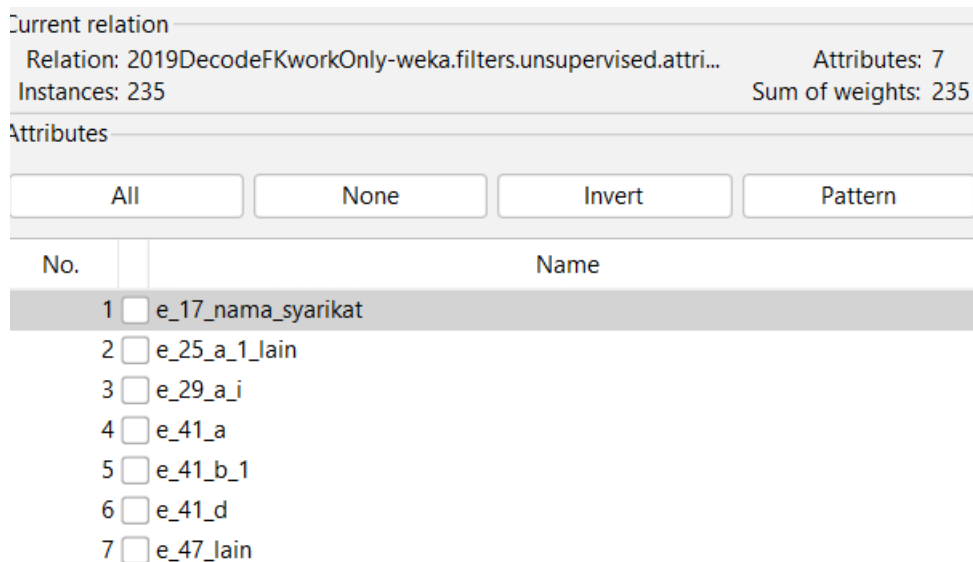 Current relation
Relation: 2019DecodeFKworkOnly-weka.filters.unsupervised.attri... Attributes: 7
Instances: 235 Sum of weights: 235
Attributes
All None Invert Pattern
No. Name
1 e_17_nama_syarikat
2 e_25_a_1_lain
3 e_29_a_i
4 e_41_a
5 e_41_b_1
6 e_41_d
7 e_47_lain